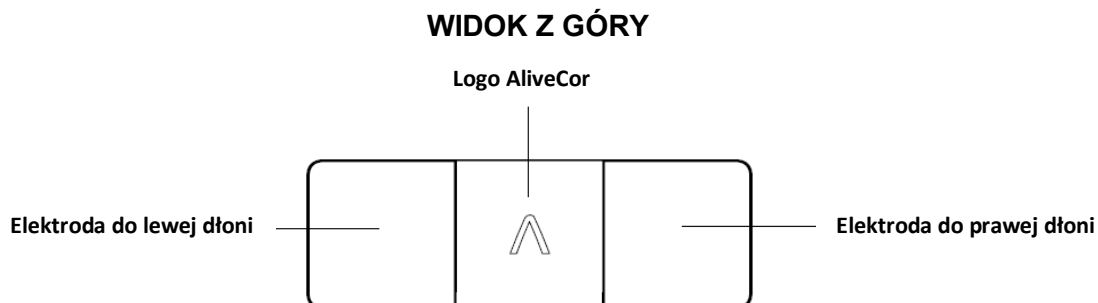 WIDOK Z GÓRY
Logo AliveCor
Elektroda do lewej dłoni
Elektroda do prawej dłoni